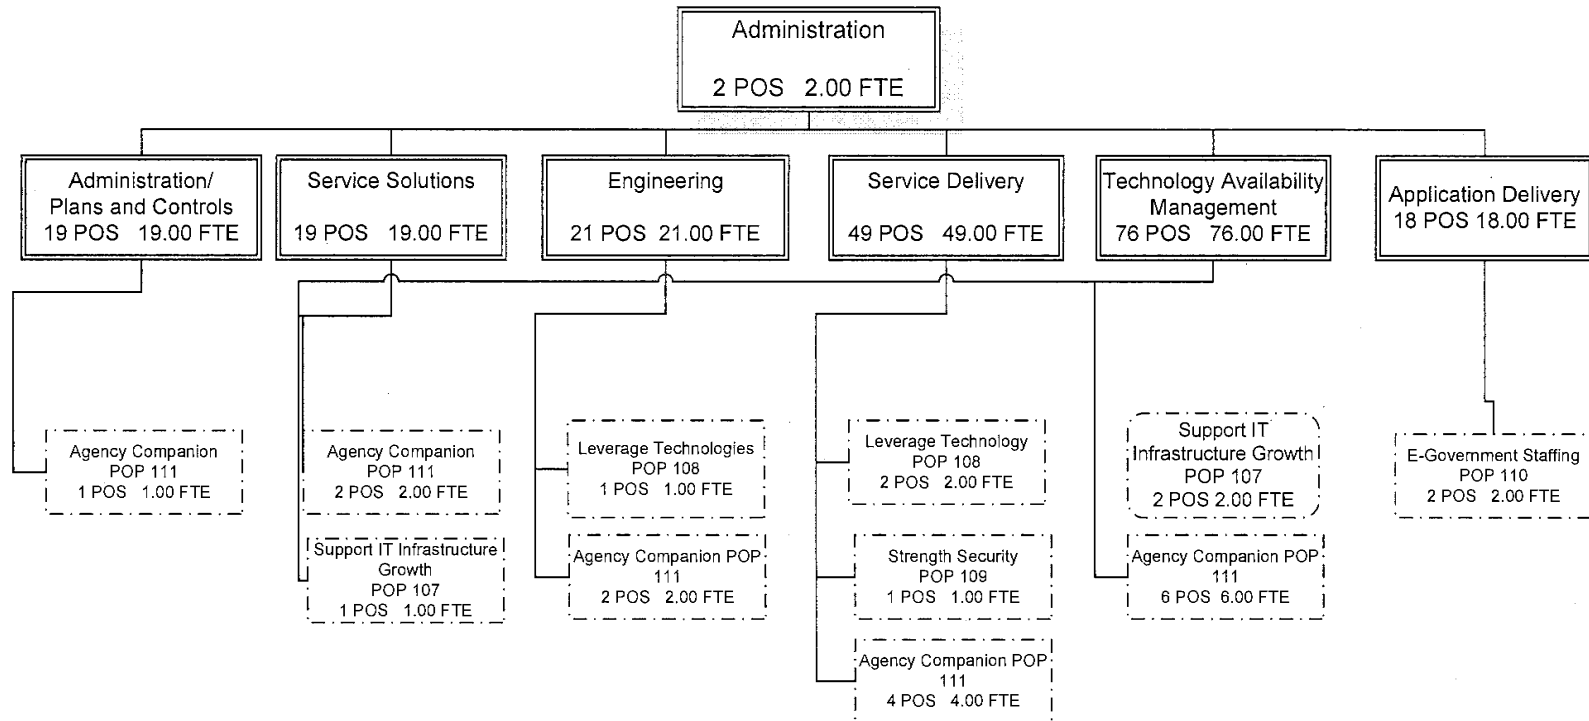 Administration
2 POS 2.00 FTE
Administration/
Plans and Controls
19 POS 19.00 FTE
Service Solutions
19 POS 19.00 FTE
Engineering
21 POS 21.00 FTE
Service Delivery
49 POS 49.00 FTE
Technology Availability
Management
76 POS 76.00 FTE
Application Delivery
18 POS 18.00 FTE
Agency Companion
POP 111
1 POS 1.00 FTE
Agency Companion
POP 111
2 POS 2.00 FTE
Support IT Infrastructure
Growth
POP 107
1 POS 1.00 FTE
Leverage Technologies
POP 108
1 POS 1.00 FTE
Agency Companion POP
111
2 POS 2.00 FTE
Leverage Technology
POP 108
2 POS 2.00 FTE
Strength Security
POP 109
1 POS 1.00 FTE
Agency Companion POP
111
4 POS 4.00 FTE
Support IT
Infrastructure Growth
POP 107
2 POS 2.00 FTE
Agency Companion POP
111
6 POS 6.00 FTE
E-Government Staffing
POP 110
2 POS 2.00 FTE